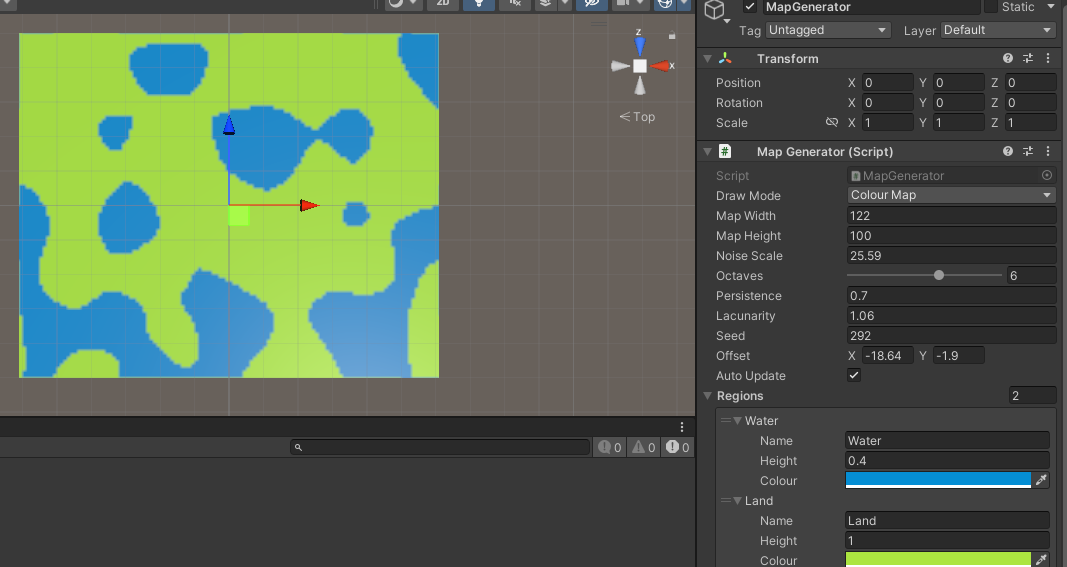 2D
MapGenerator Static
Tag Untagged Layer Default
Transform
Position X 0 Y 0 Z 0
Rotation X 0 Y 0 Z 0
Scale X 1 Y 1 Z 1
# Map Generator (Script)
Script MapGenerator
Draw Mode Colour Map
Map Width 122
Map Height 100
Noise Scale 25.59
Octaves 6
Persistence 0.7
Lacunarity 1.06
Seed 292
Offset X -18.64 Y -1.9
Auto Update
Regions 2
Water
Name Water
Height 0.4
Colour
Land
Name Land
Height 1
Colour
z
x
Top
0 0 0